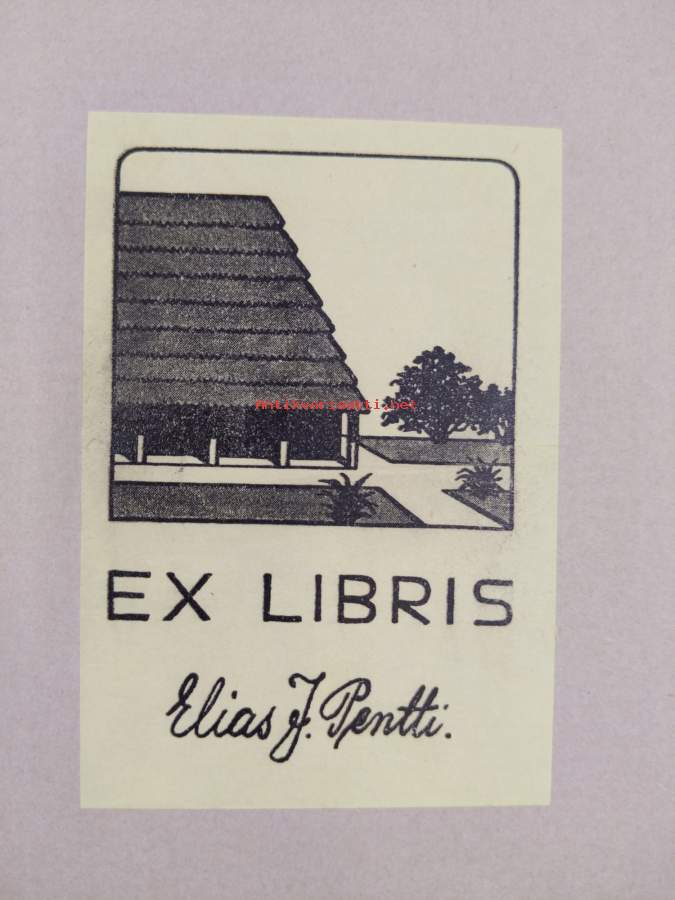 Antikvariaatti.net
EX LIBRIS
Elias J. Pentti.